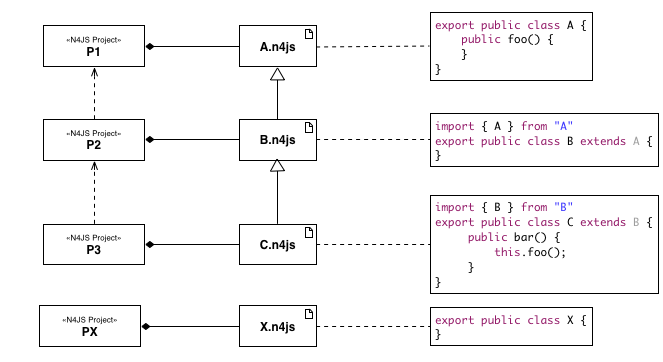 «N4JS Project»
P1
A.n4js
export public class A {
    public foo() {
    }
}
«N4JS Project»
P2
B.n4js
import { A } from "A"
export public class B extends A {
}
«N4JS Project»
P3
C.n4js
import { B } from "B"
export public class C extends B {
     public bar() {
         this.foo();
     }
}
«N4JS Project»
PX
X.n4js
export public class X {
}